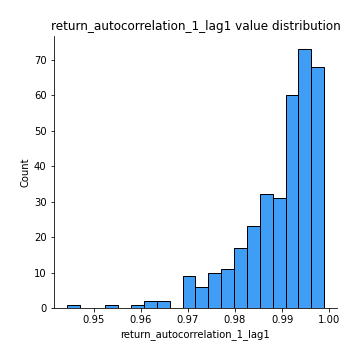 return_autocorrelation_1_lag1 value distribution
70
60
50
40
30
20
10
0
Count
0.95 0.96 0.97 0.98 0.99 1.00
return_autocorrelation_1_lag1